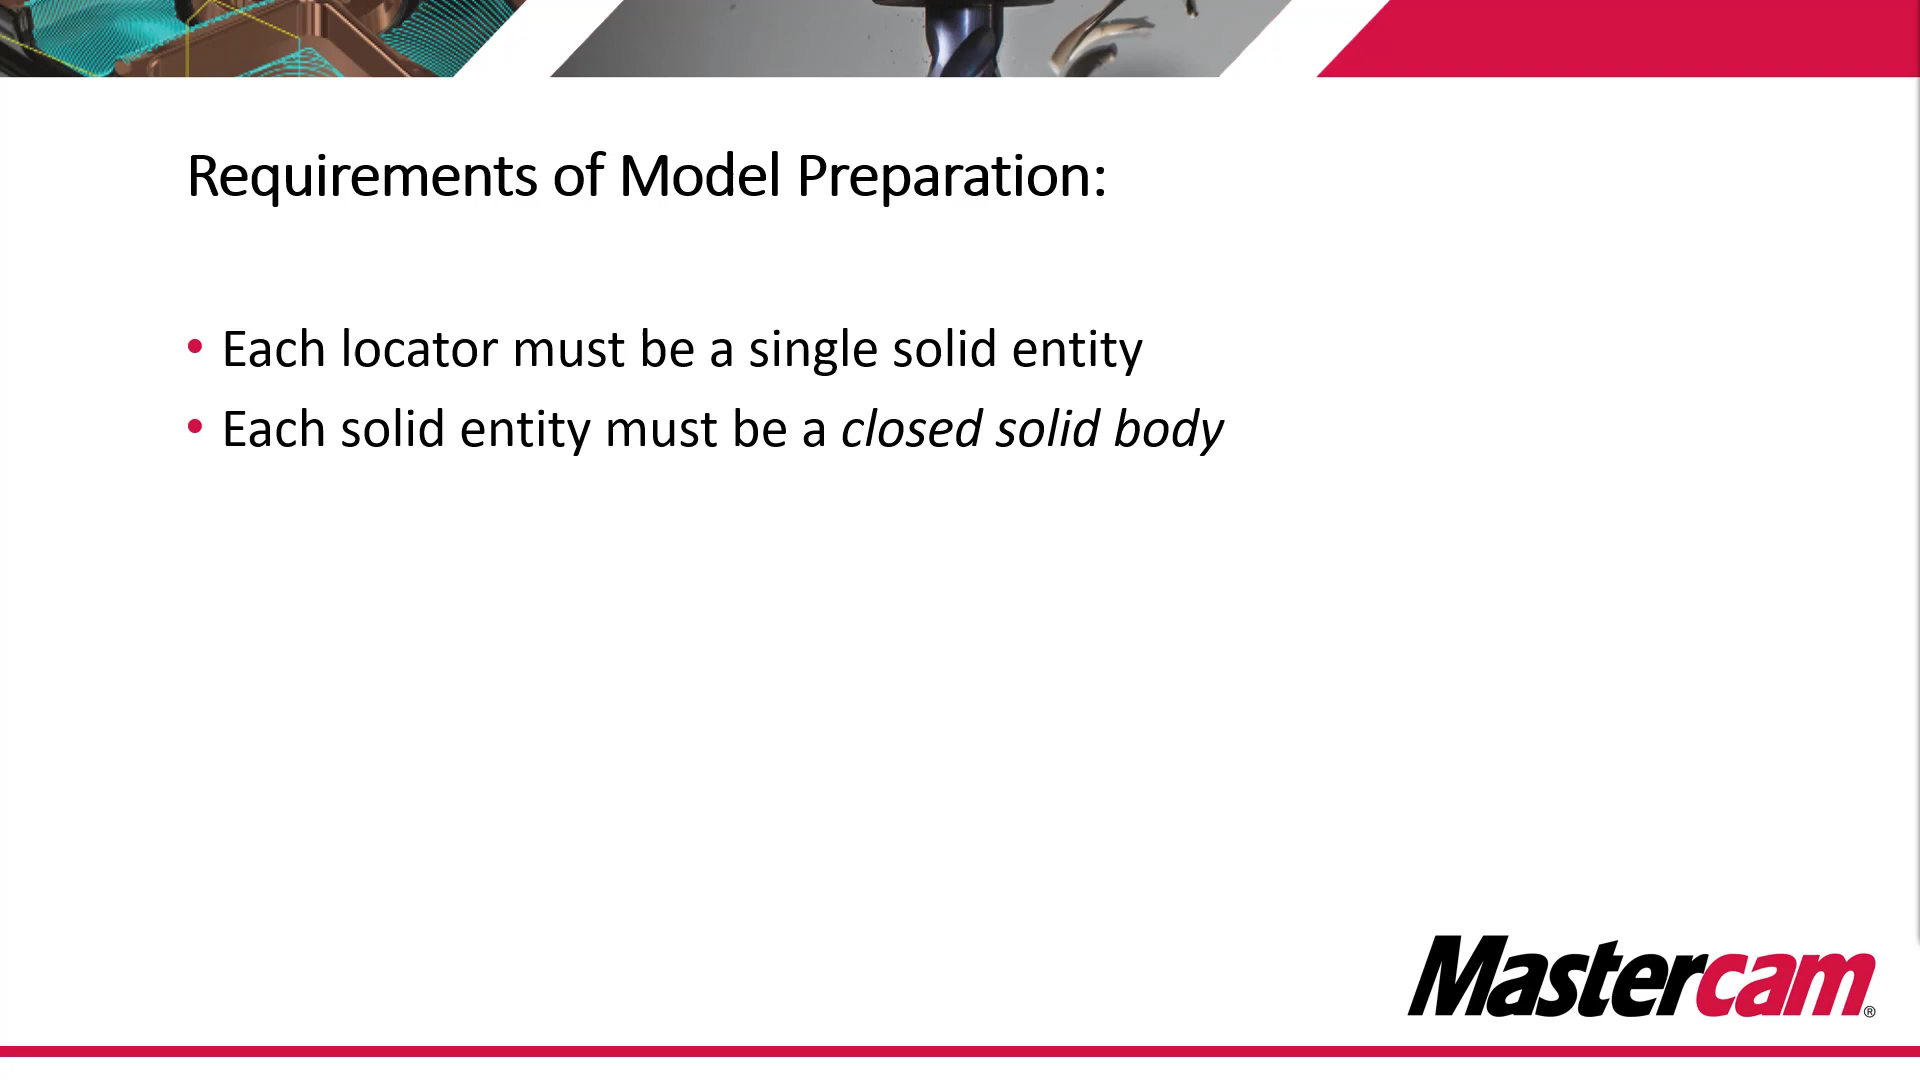 Requirements of Model Preparation:
• Each locator must be a single solid entity
• Each solid entity must be a closed solid body
Mastercam®